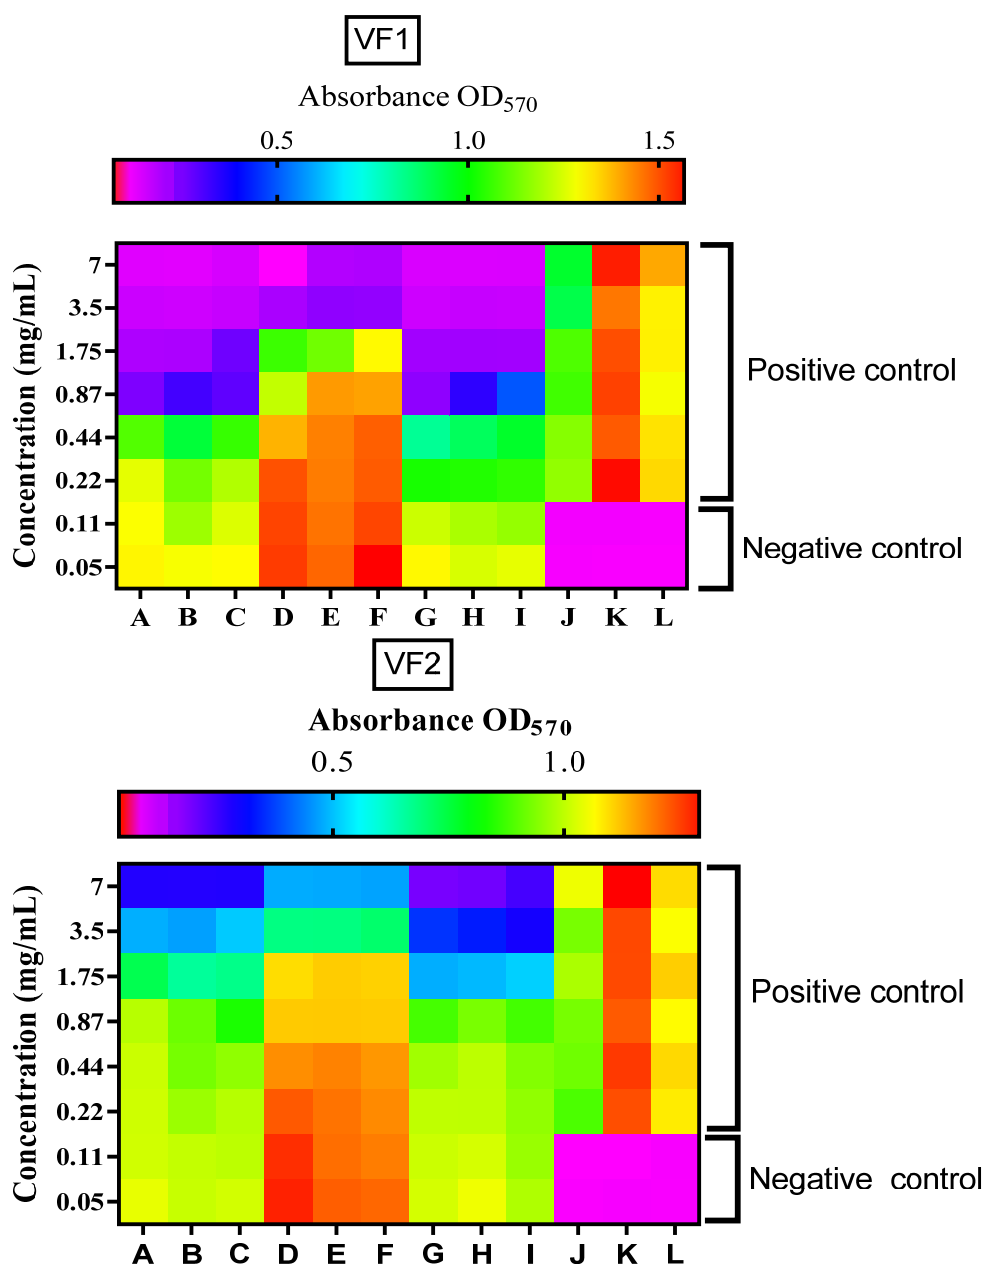 VF1
Absorbance OD570
0.5 1.0 1.5
Concentration (mg/mL)
7
3.5
1.75
0.87
0.44
0.22
0.11
0.05
Positive control
Negative control
A B C D E F G H I J K L
VF2
Absorbance OD570
0.5 1.0
Concentration (mg/mL)
7
3.5
1.75
0.87
0.44
0.22
0.11
0.05
Positive control
Negative control
A B C D E F G H I J K L